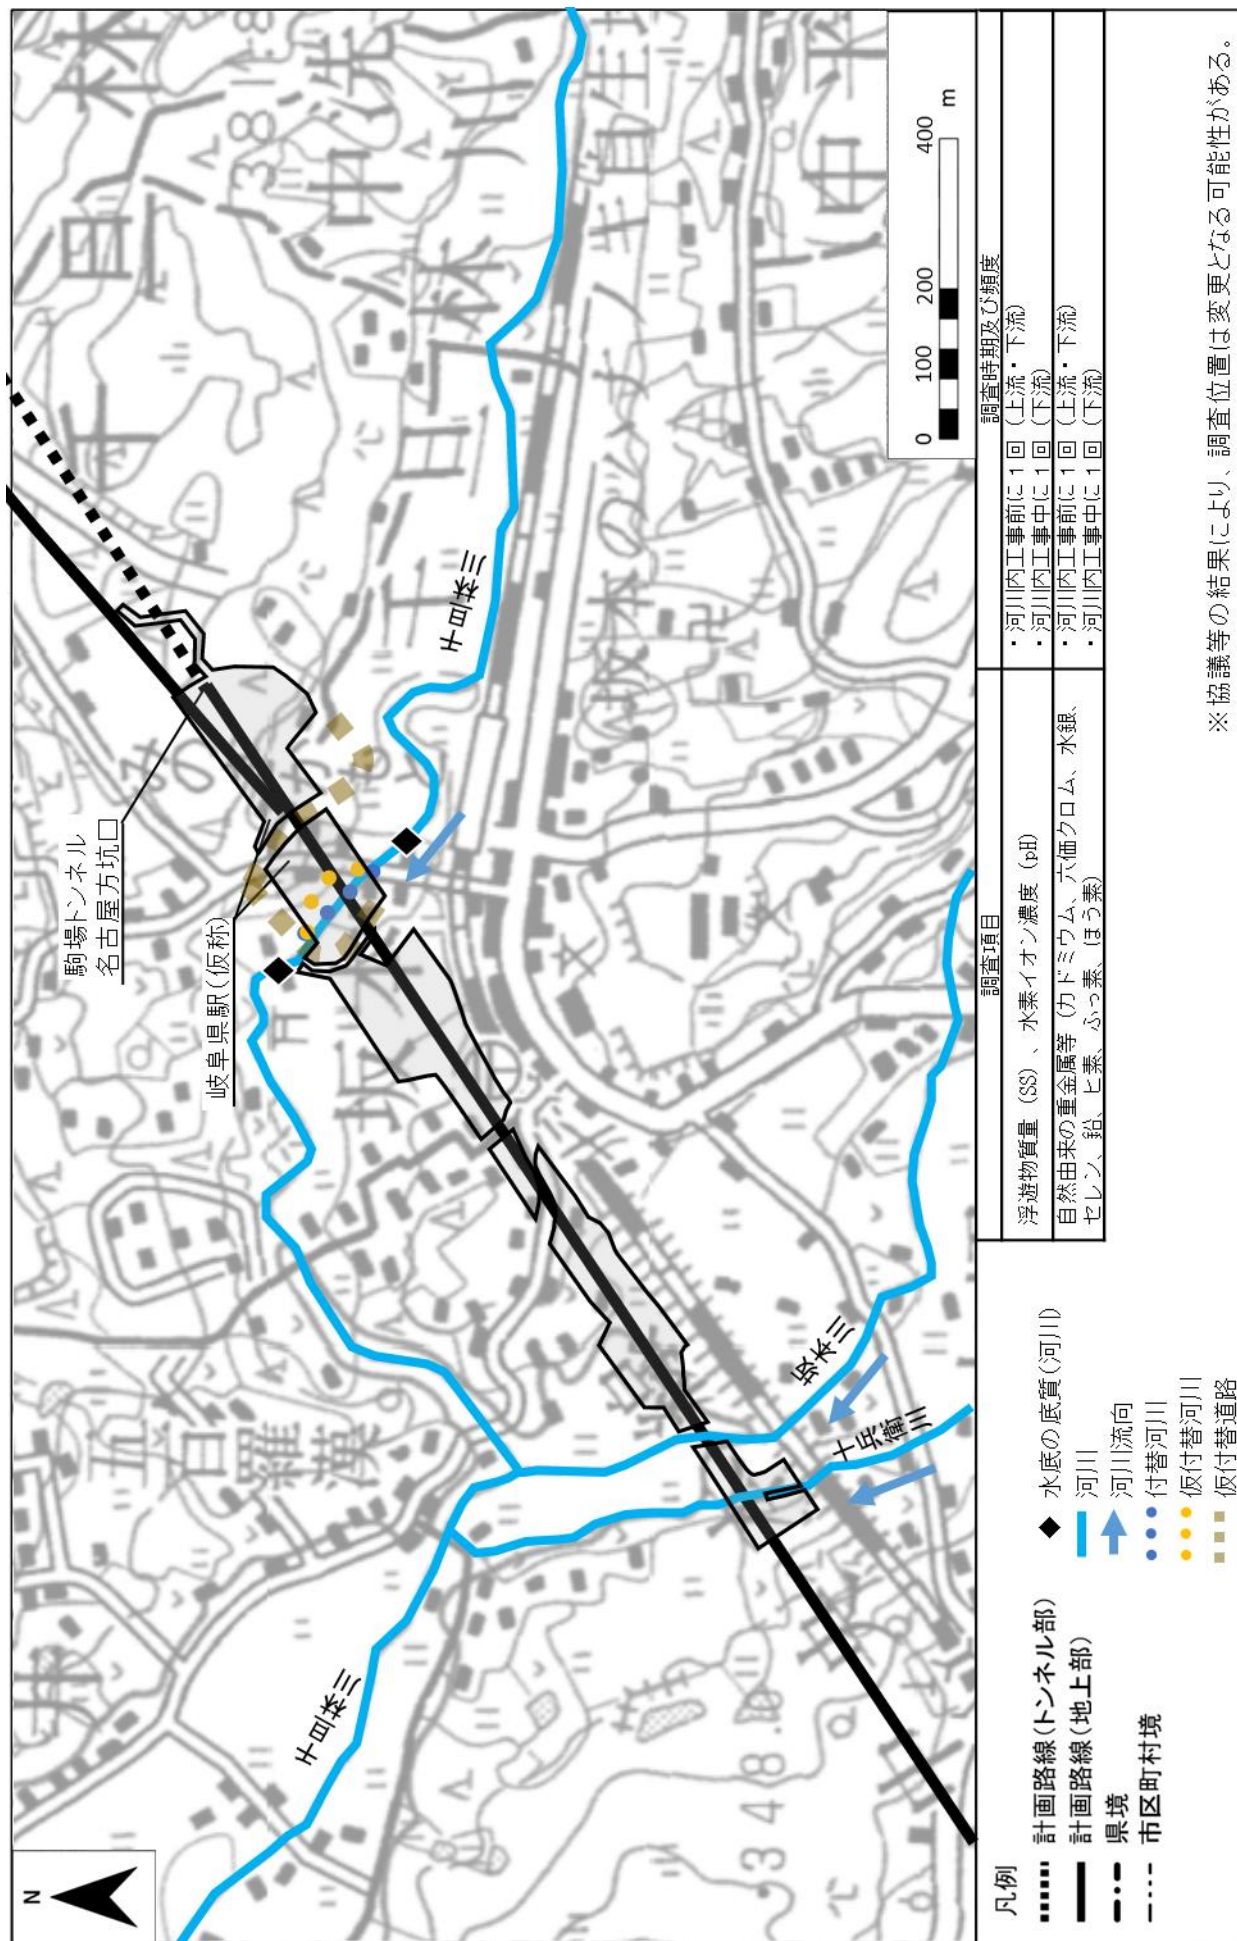 N
駒場トンネル
名古屋方坑口
岐阜県駅(仮称)
千旦林川
千旦林川
坂本川
十兵衛川
348.
0 100 200 400 m
凡例
計画路線(トンネル部)
計画路線(地上部)
県境
市区町村境
水底の底質(河川)
河川
河川流向
付替河川
仮付替河川
仮付替道路
調査項目
調査時期及び頻度
浮遊物質量（SS）、水素イオン濃度（pH）
・河川内工事前に１回（上流・下流）
・河川内工事中に１回（下流）
自然由来の重金属等（カドミウム、六価クロム、水銀、
セレン、鉛、ヒ素、ふっ素、ほう素）
・河川内工事前に１回（上流・下流）
・河川内工事中に１回（下流）
※協議等の結果により、調査位置は変更となる可能性がある。